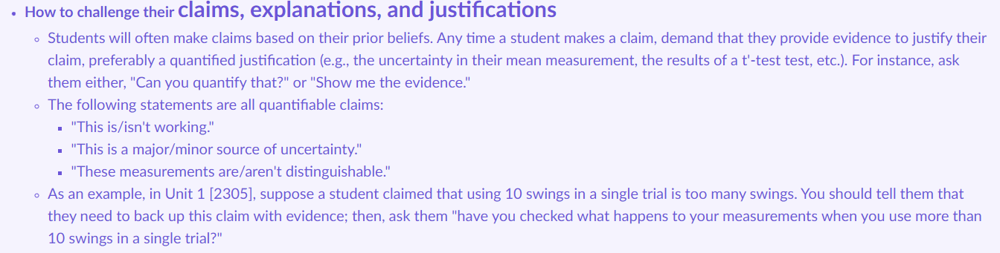 • How to challenge their claims, explanations, and justifications
◦ Students will often make claims based on their prior beliefs. Any time a student makes a claim, demand that they provide evidence to justify their
claim, preferably a quantified justification (e.g., the uncertainty in their mean measurement, the results of a t'-test test, etc.). For instance, ask
them either, "Can you quantify that?" or "Show me the evidence."
◦ The following statements are all quantifiable claims:
▪ "This is/isn't working."
▪ "This is a major/minor source of uncertainty."
▪ "These measurements are/aren't distinguishable."
◦ As an example, in Unit 1 [2305], suppose a student claimed that using 10 swings in a single trial is too many swings. You should tell them that
they need to back up this claim with evidence; then, ask them "have you checked what happens to your measurements when you use more than
10 swings in a single trial?"